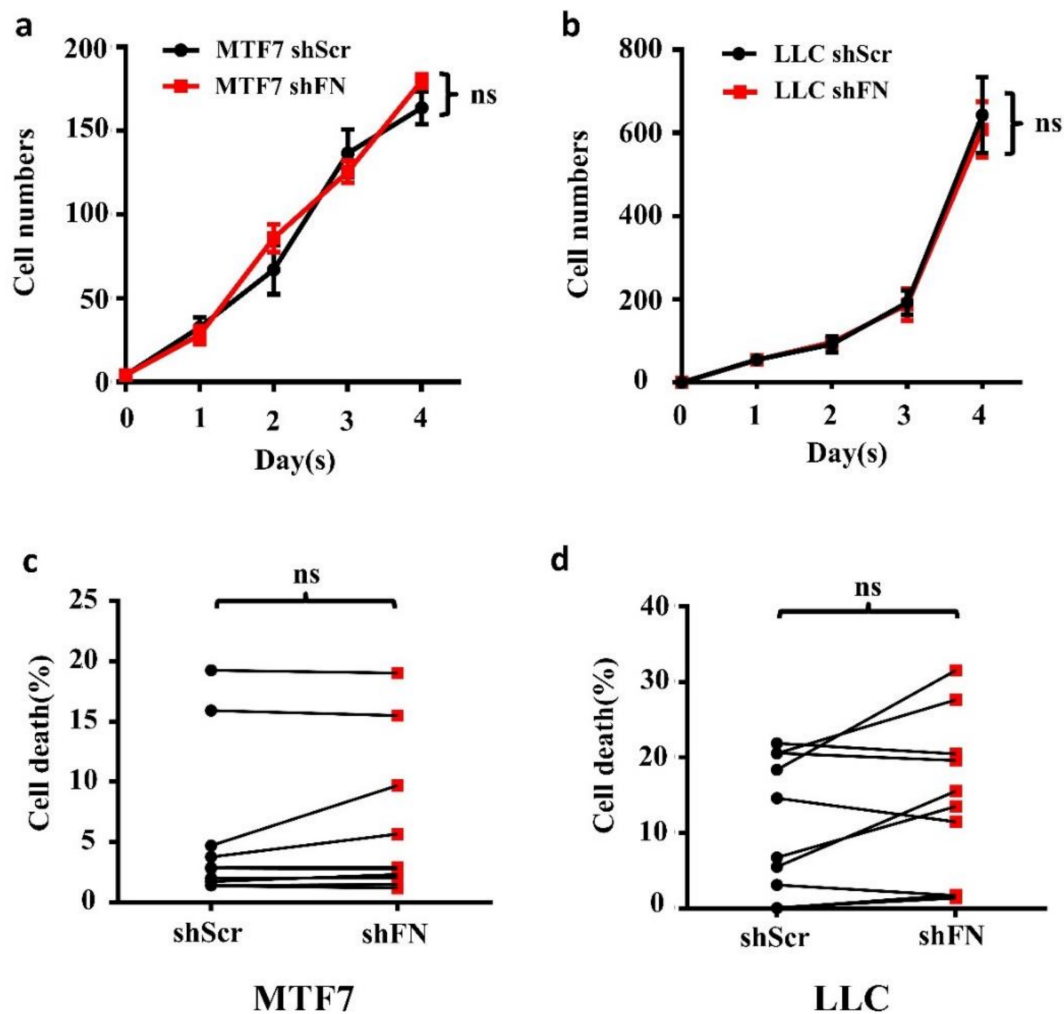 a
MTF7 shScr
MTF7 shFN
200
150
100
50
0
Cell numbers
ns
0 1 2 3 4
Day(s)
b
LLC shScr
LLC shFN
800
600
400
200
0
Cell numbers
ns
0 1 2 3 4
Day(s)
c
ns
25
20
15
10
5
0
Cell death(%)
shScr shFN
MTF7
d
ns
40
30
20
10
0
Cell death(%)
shScr shFN
LLC